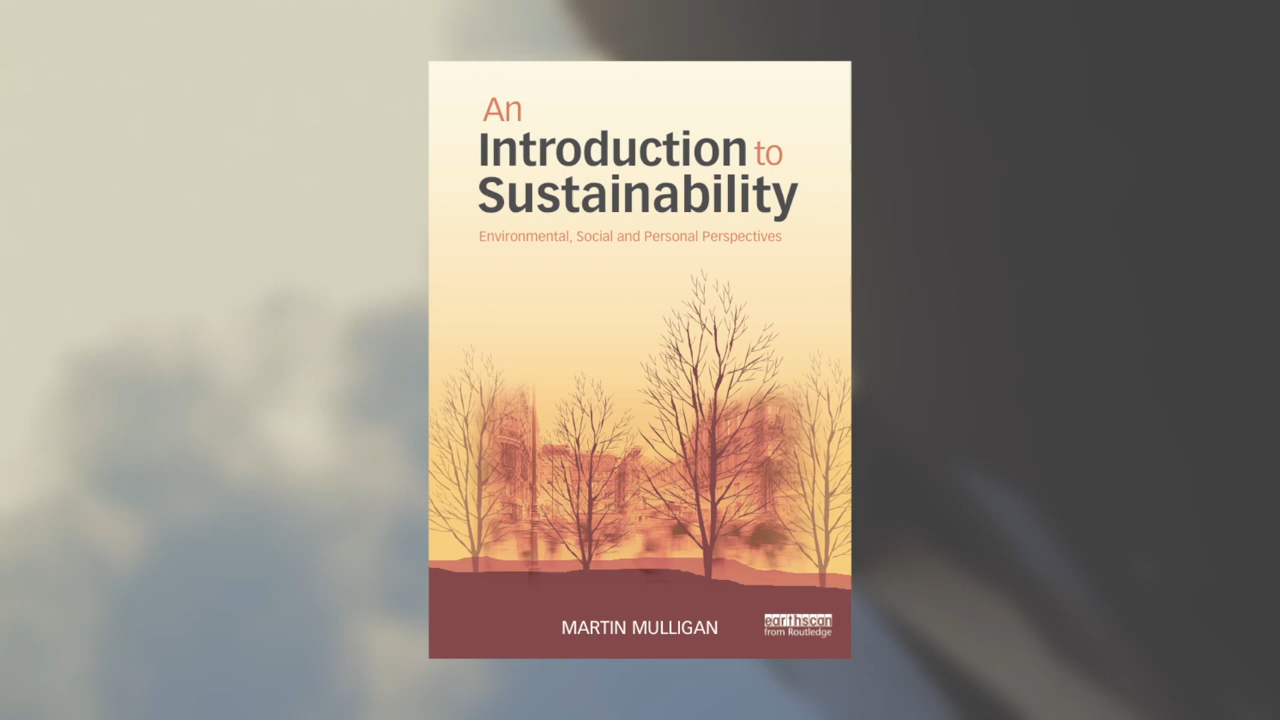 An
Introduction to
Sustainability
Environmental, Social and Personal Perspectives
MARTIN MULLIGAN
earthscan
from Routledge